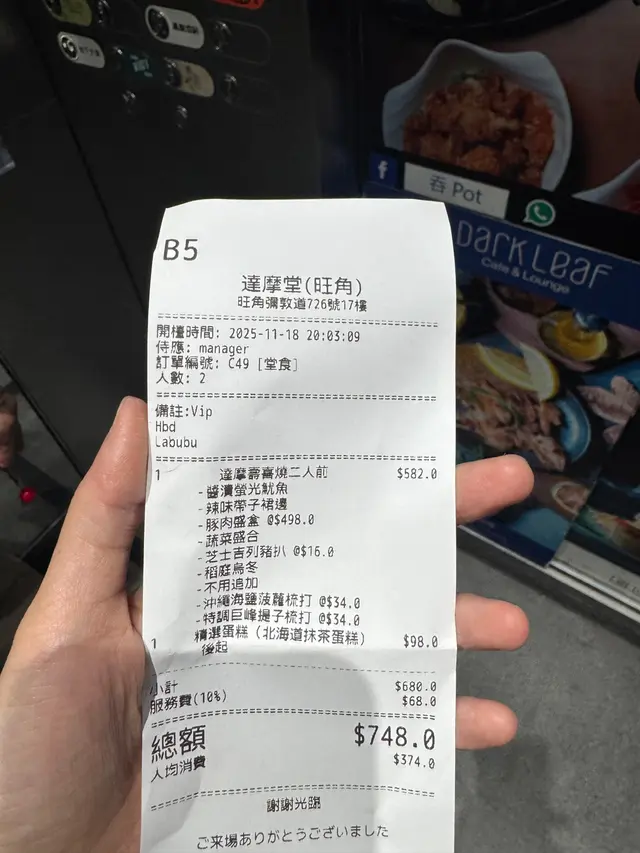 吞 Pot
Dark Leaf
Cafe & Lounge
B5
達摩堂(旺角)
旺角彌敦道726號17樓
開檯時間: 2025-11-18 20:03:09
侍應: manager
訂單編號: C49 [堂食]
人數: 2
備註:Vip
Hbd
Labubu
1 達摩壽喜燒二人前 $582.0
-醬漬螢光魷魚
-辣味帶子裙邊
-豚肉盛盒 @$498.0
-蔬菜盛合
-芝士吉列豬扒 @$16.0
-稻庭烏冬
-不用追加
-沖繩海鹽菠蘿梳打 @$34.0
-特調巨峰提子梳打 @$34.0
1 精選蛋糕（北海道抹茶蛋糕） $98.0
後起
小計 $680.0
服務費(10%) $68.0
總額 $748.0
人均消費 $374.0
謝謝光臨
ご来場ありがとうございました